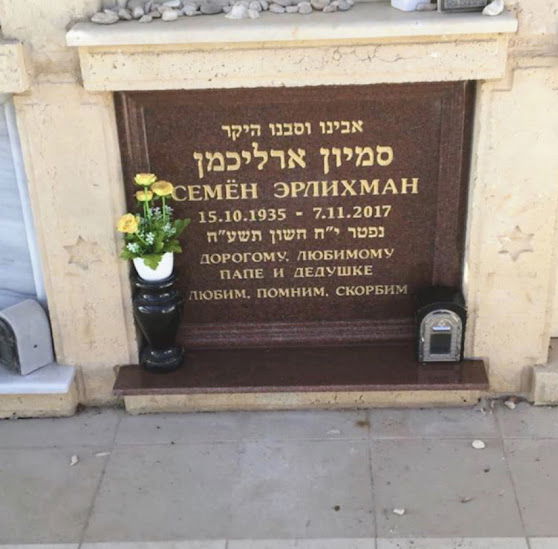 אבינו וסבנו היקר
סמיון ארליכמן
СЕМЁН ЭРЛИХМАН
15.10.1935 - 7.11.2017
נפטר י״ח חשון תשע״ח
ДОРОГОМУ, ЛЮБИМОМУ
ПАПЕ И ДЕДУШКЕ
ЛЮБИМ, ПОМНИМ, СКОРБИМ